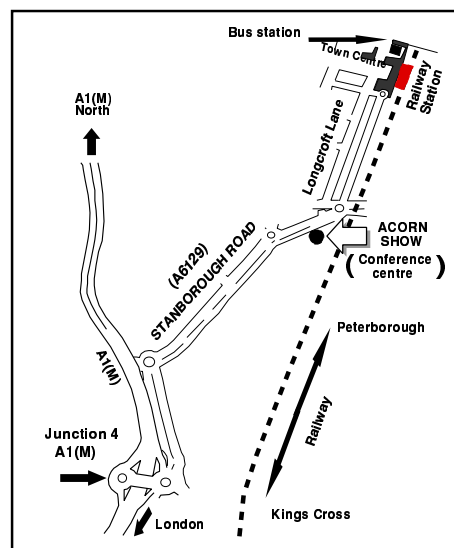 Bus station
Town Centre
Railway
Station
A1(M)
North
Longcroft Lane
ACORN
SHOW
(Conference
centre)
(A6129)
STANBOROUGH ROAD
Peterborough
A1(M)
Railway
Junction 4
A1(M)
London
Kings Cross